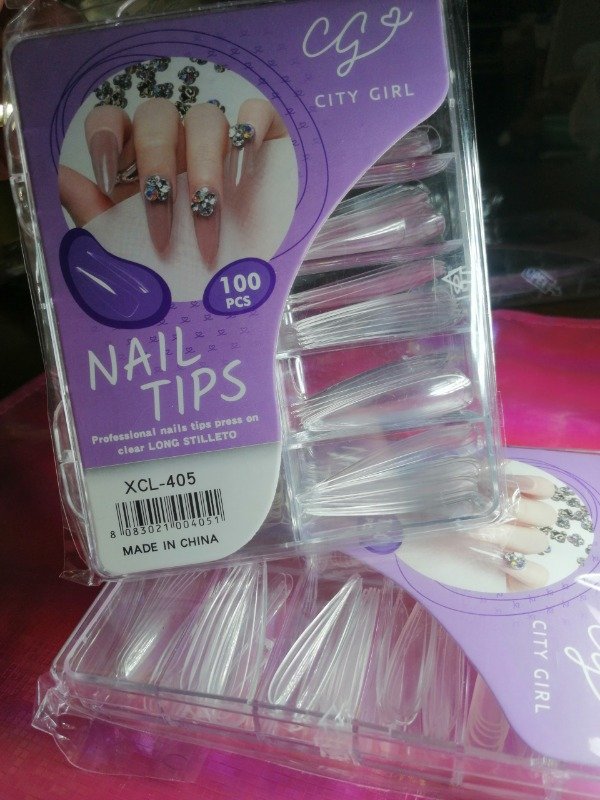 CG
CITY GIRL
100
PCS
NAIL
TIPS
Professional nails tips press on
clear LONG STILLETO
XCL-405
8 083021 004051
MADE IN CHINA
CITY GIRL